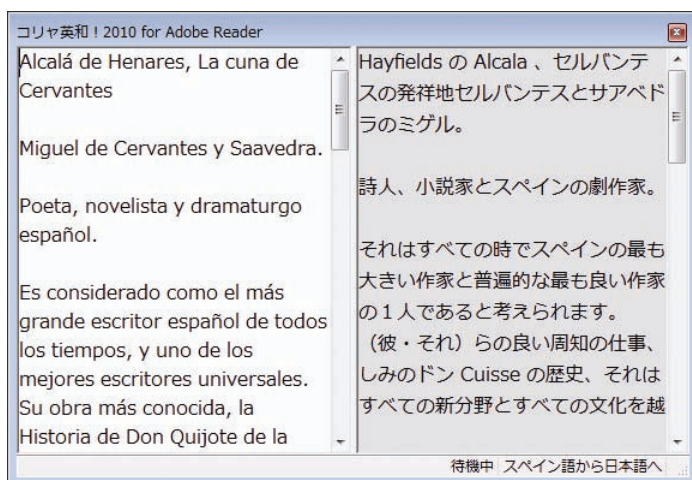 コリャ英和！2010 for Adobe Reader
Alcalá de Henares, La cuna de
Cervantes
Miguel de Cervantes y Saavedra.
Poeta, novelista y dramaturgo
español.
Es considerado como el más
grande escritor español de todos
los tiempos, y uno de los
mejores escritores universales.
Su obra más conocida, la
Historia de Don Quijote de la
Hayfields の Alcala 、セルバンテ
スの発祥地セルバンテスとサアベド
ラのミゲル。
詩人、小説家とスペインの劇作家。
それはすべての時でスペインの最も
大きい作家と普遍的な最も良い作家
の１人であると考えられます。
（彼・それ）らの良い周知の仕事、
しみのドン Cuisse の歴史、それは
すべての新分野とすべての文化を越
待機中 スペイン語から日本語へ